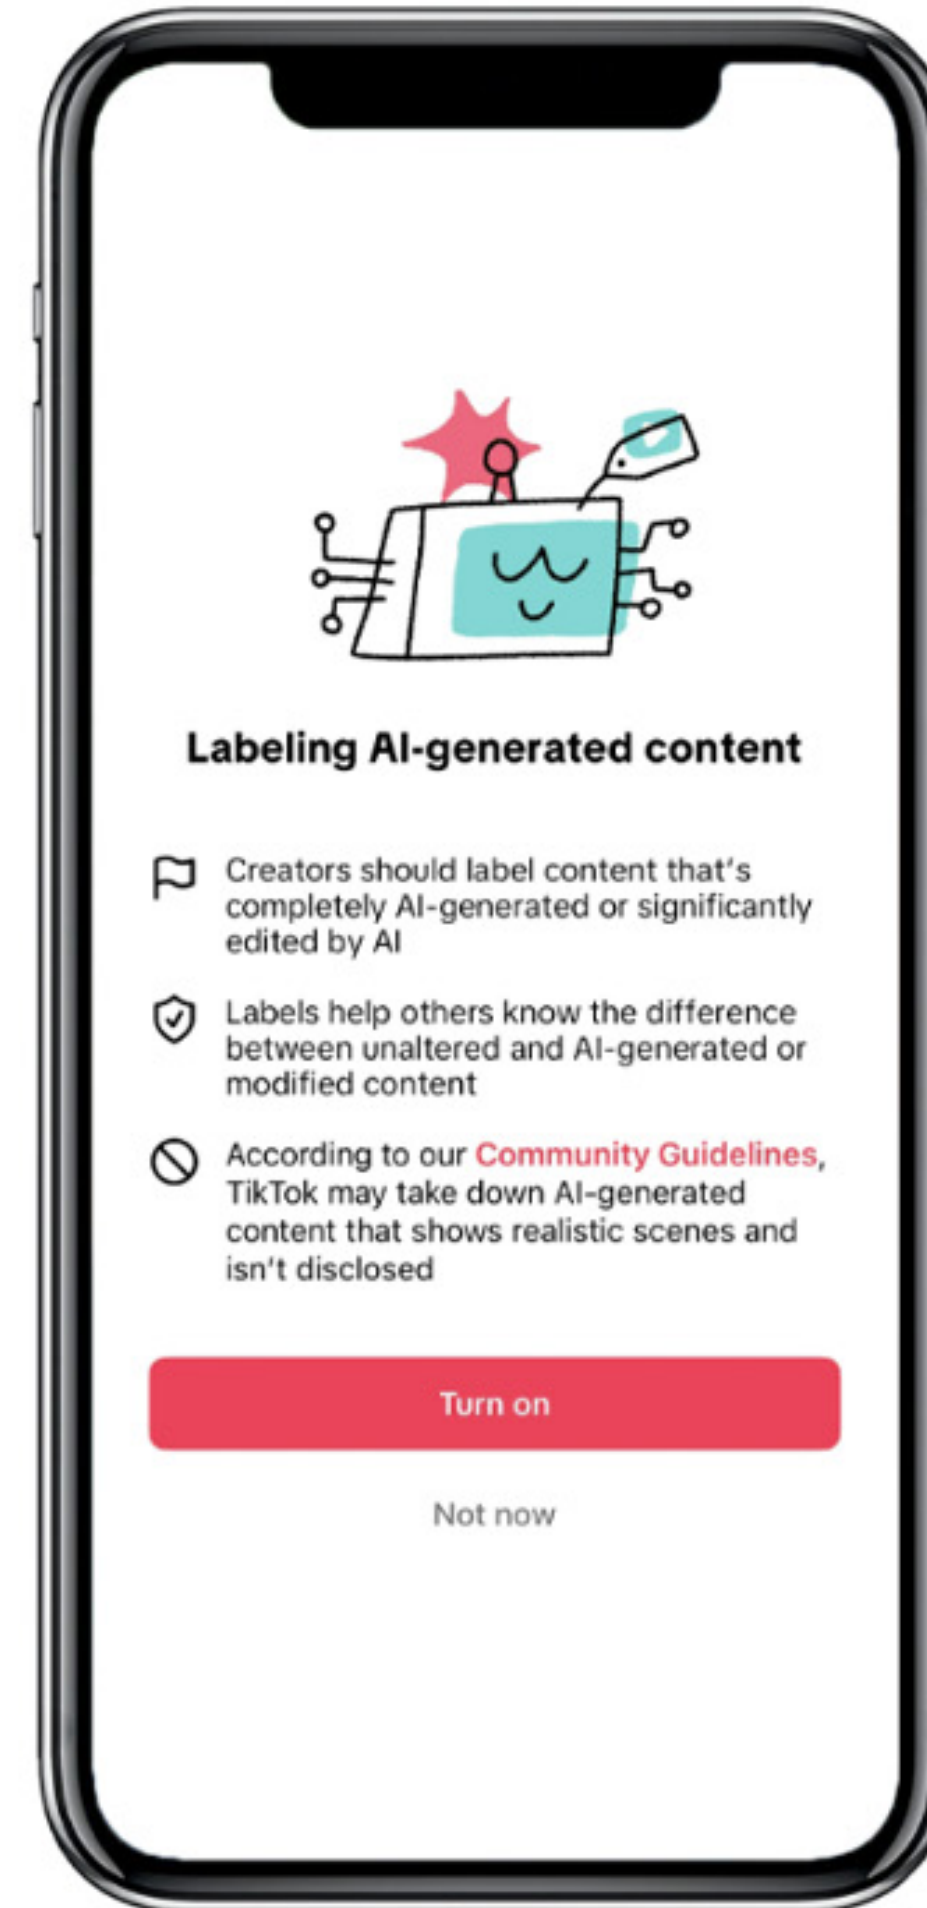 Labeling AI-generated content
Creators should label content that's
completely AI-generated or significantly
edited by AI
Labels help others know the difference
between unaltered and AI-generated or
modified content
According to our Community Guidelines,
TikTok may take down AI-generated
content that shows realistic scenes and
isn't disclosed
Turn on
Not now